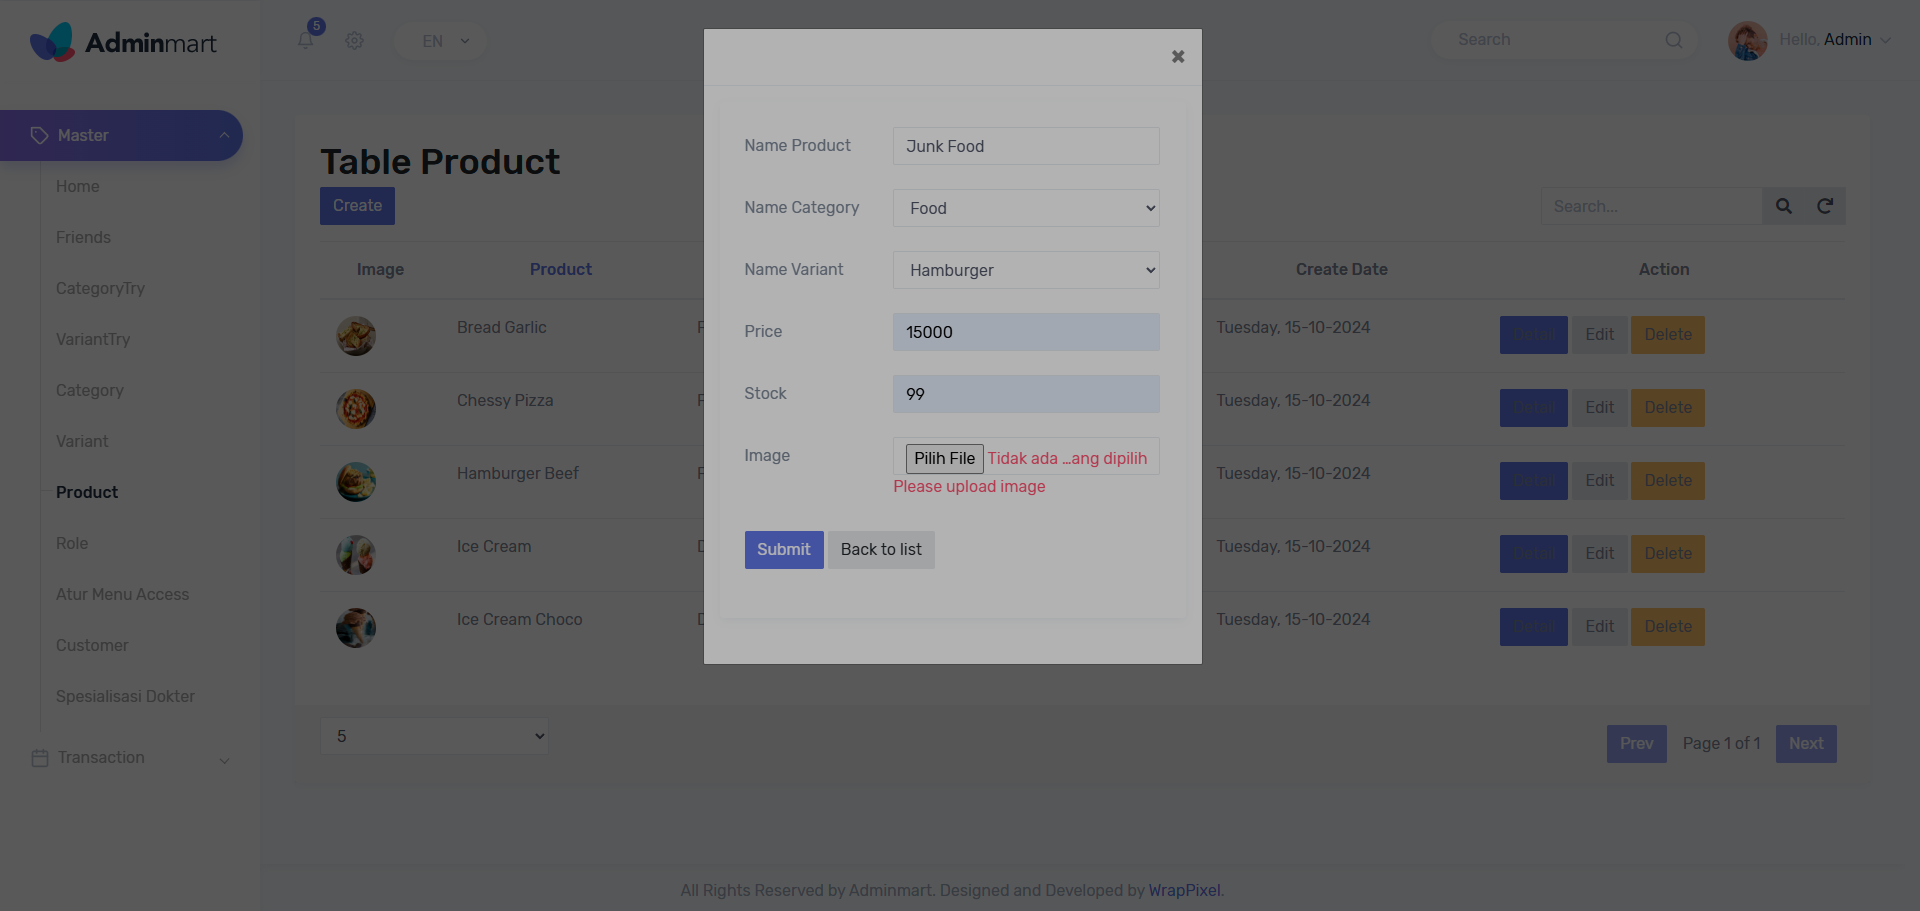 Adminmart
5
EN
Search
Hello, Admin
Master
Home
Friends
CategoryTry
VariantTry
Category
Variant
Product
Role
Atur Menu Access
Customer
Spesialisasi Dokter
Transaction
Table Product
Create
Search...
Image Product Create Date Action
Bread Garlic F Tuesday, 15-10-2024 Detail Edit Delete
Chessy Pizza F Tuesday, 15-10-2024 Detail Edit Delete
Hamburger Beef F Tuesday, 15-10-2024 Detail Edit Delete
Ice Cream D Tuesday, 15-10-2024 Detail Edit Delete
Ice Cream Choco D Tuesday, 15-10-2024 Detail Edit Delete
5
Prev Page 1 of 1 Next
×
Name Product Junk Food
Name Category Food
Name Variant Hamburger
Price 15000
Stock 99
Image Pilih File Tidak ada ...ang dipilih
Please upload image
Submit Back to list
All Rights Reserved by Adminmart. Designed and Developed by WrapPixel.